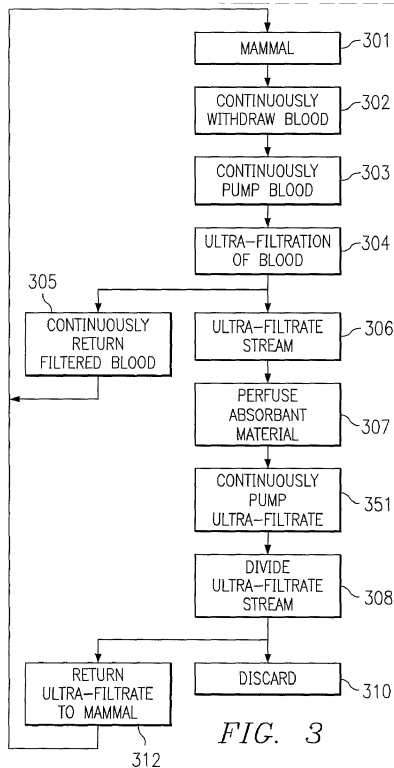 MAMMAL
301
CONTINUOUSLY
WITHDRAW BLOOD
302
CONTINUOUSLY
PUMP BLOOD
303
ULTRA-FILTRATION
OF BLOOD
304
305
CONTINUOUSLY
RETURN
FILTERED BLOOD
ULTRA-FILTRATE
STREAM
306
PERFUSE
ABSORBANT
MATERIAL
307
CONTINUOUSLY
PUMP
ULTRA-FILTRATE
351
DIVIDE
ULTRA-FILTRATE
STREAM
308
RETURN
ULTRA-FILTRATE
TO MAMMAL
312
DISCARD
310
FIG. 3